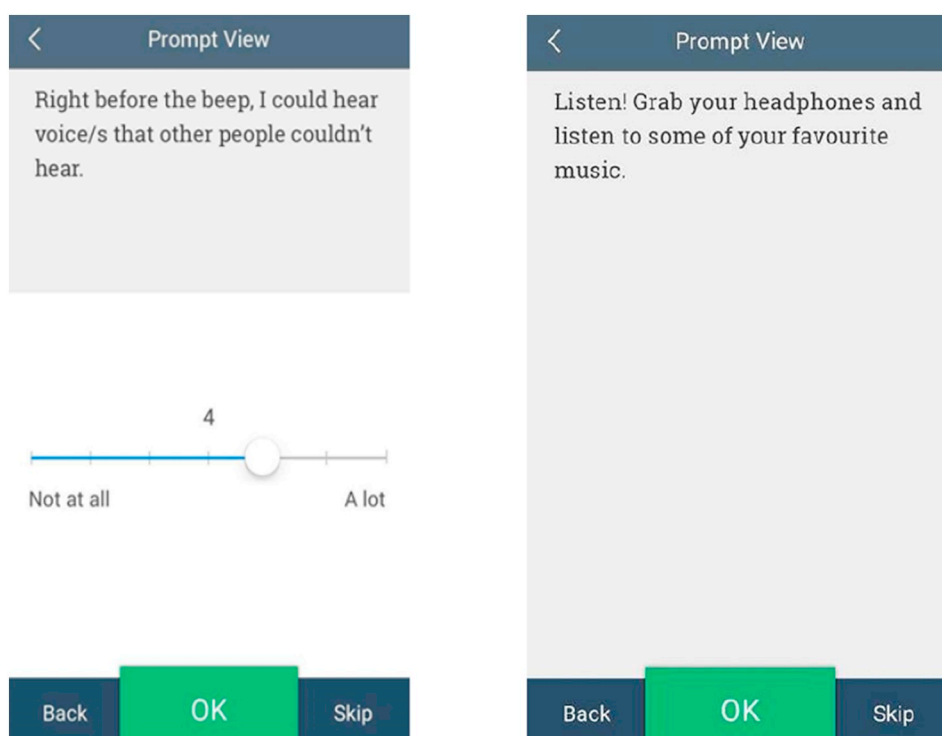 Prompt View
Right before the beep, I could hear
voice/s that other people couldn't
hear.
4
Not at all
A lot
Back
OK
Skip
Prompt View
Listen! Grab your headphones and
listen to some of your favourite
music.
Back
OK
Skip